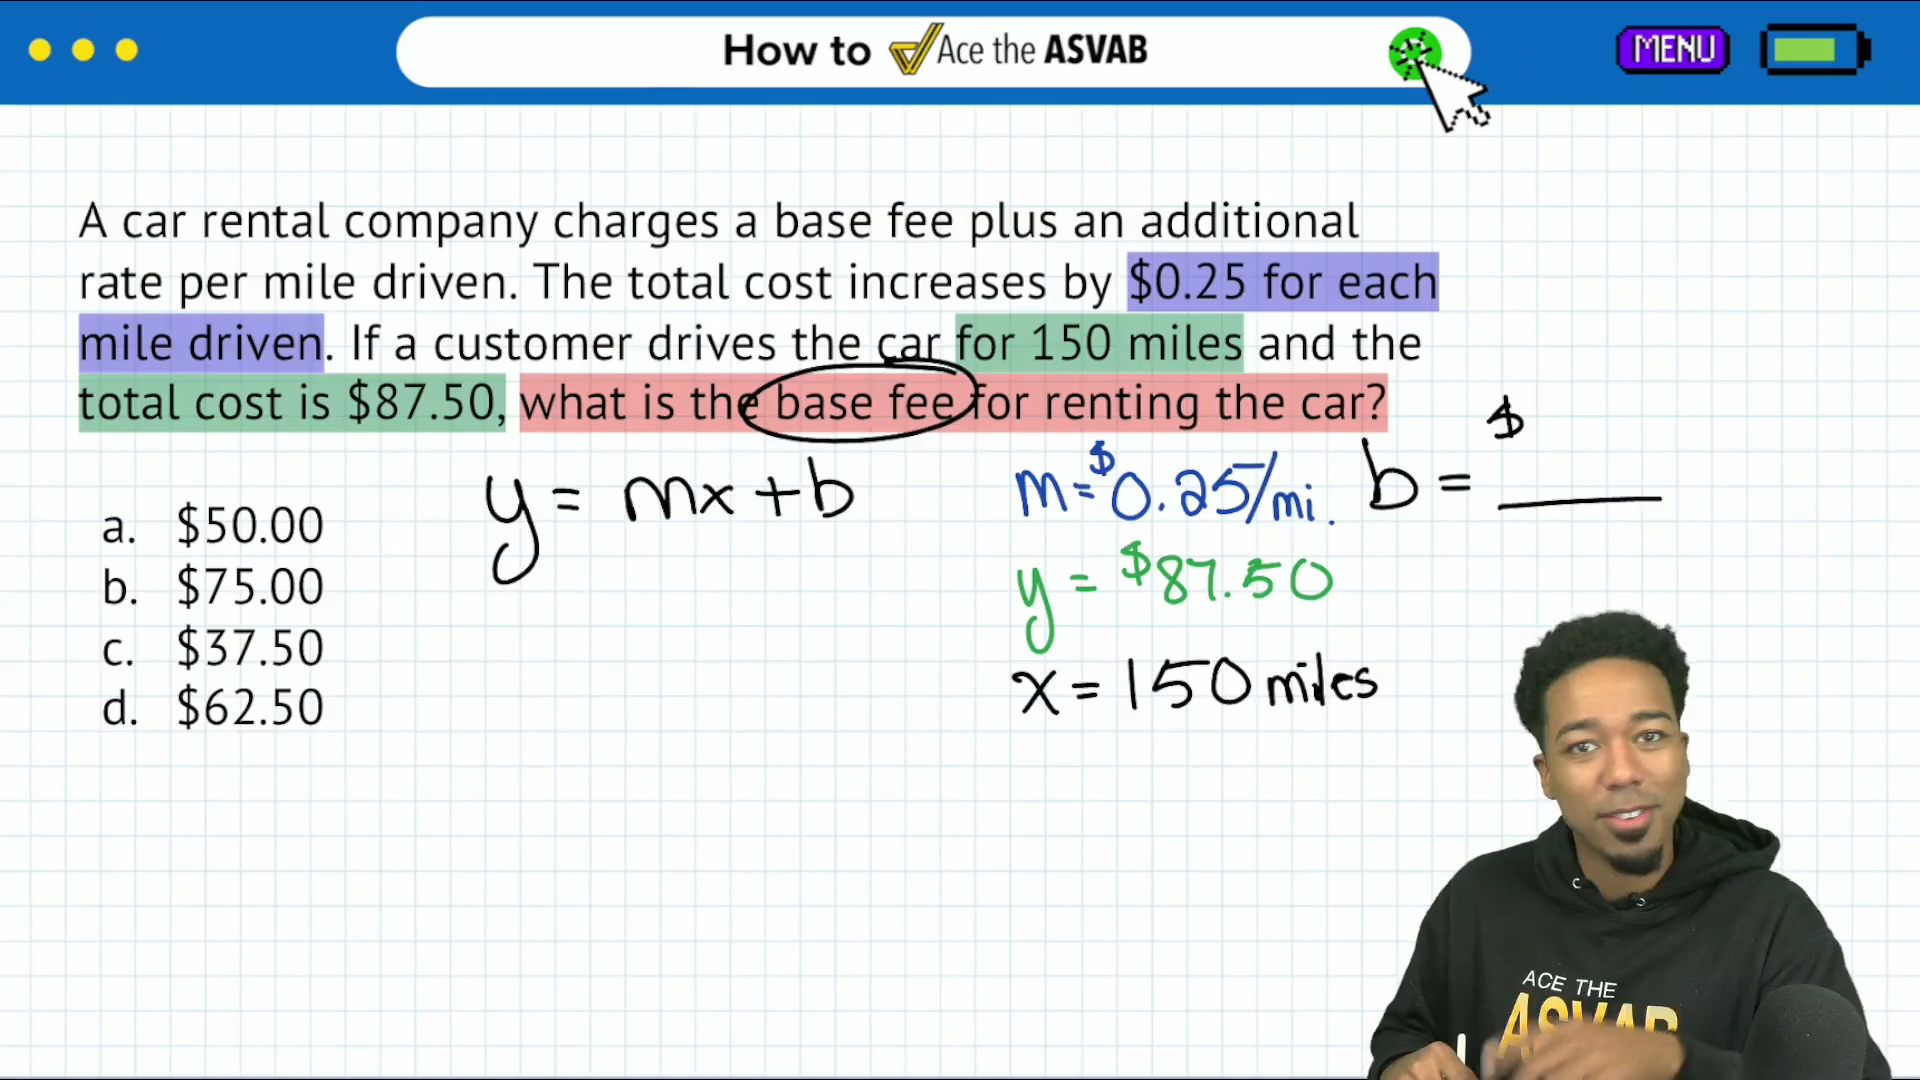 How to Ace the ASVAB
MENU
A car rental company charges a base fee plus an additional
rate per mile driven. The total cost increases by $0.25 for each
mile driven. If a customer drives the car for 150 miles and the
total cost is $87.50, what is the base fee for renting the car?
a. $50.00
b. $75.00
c. $37.50
d. $62.50
y = mx + b
m = $0.25/mi.
b = $
y = $87.50
x = 150 miles
ACE THE
ASVAB